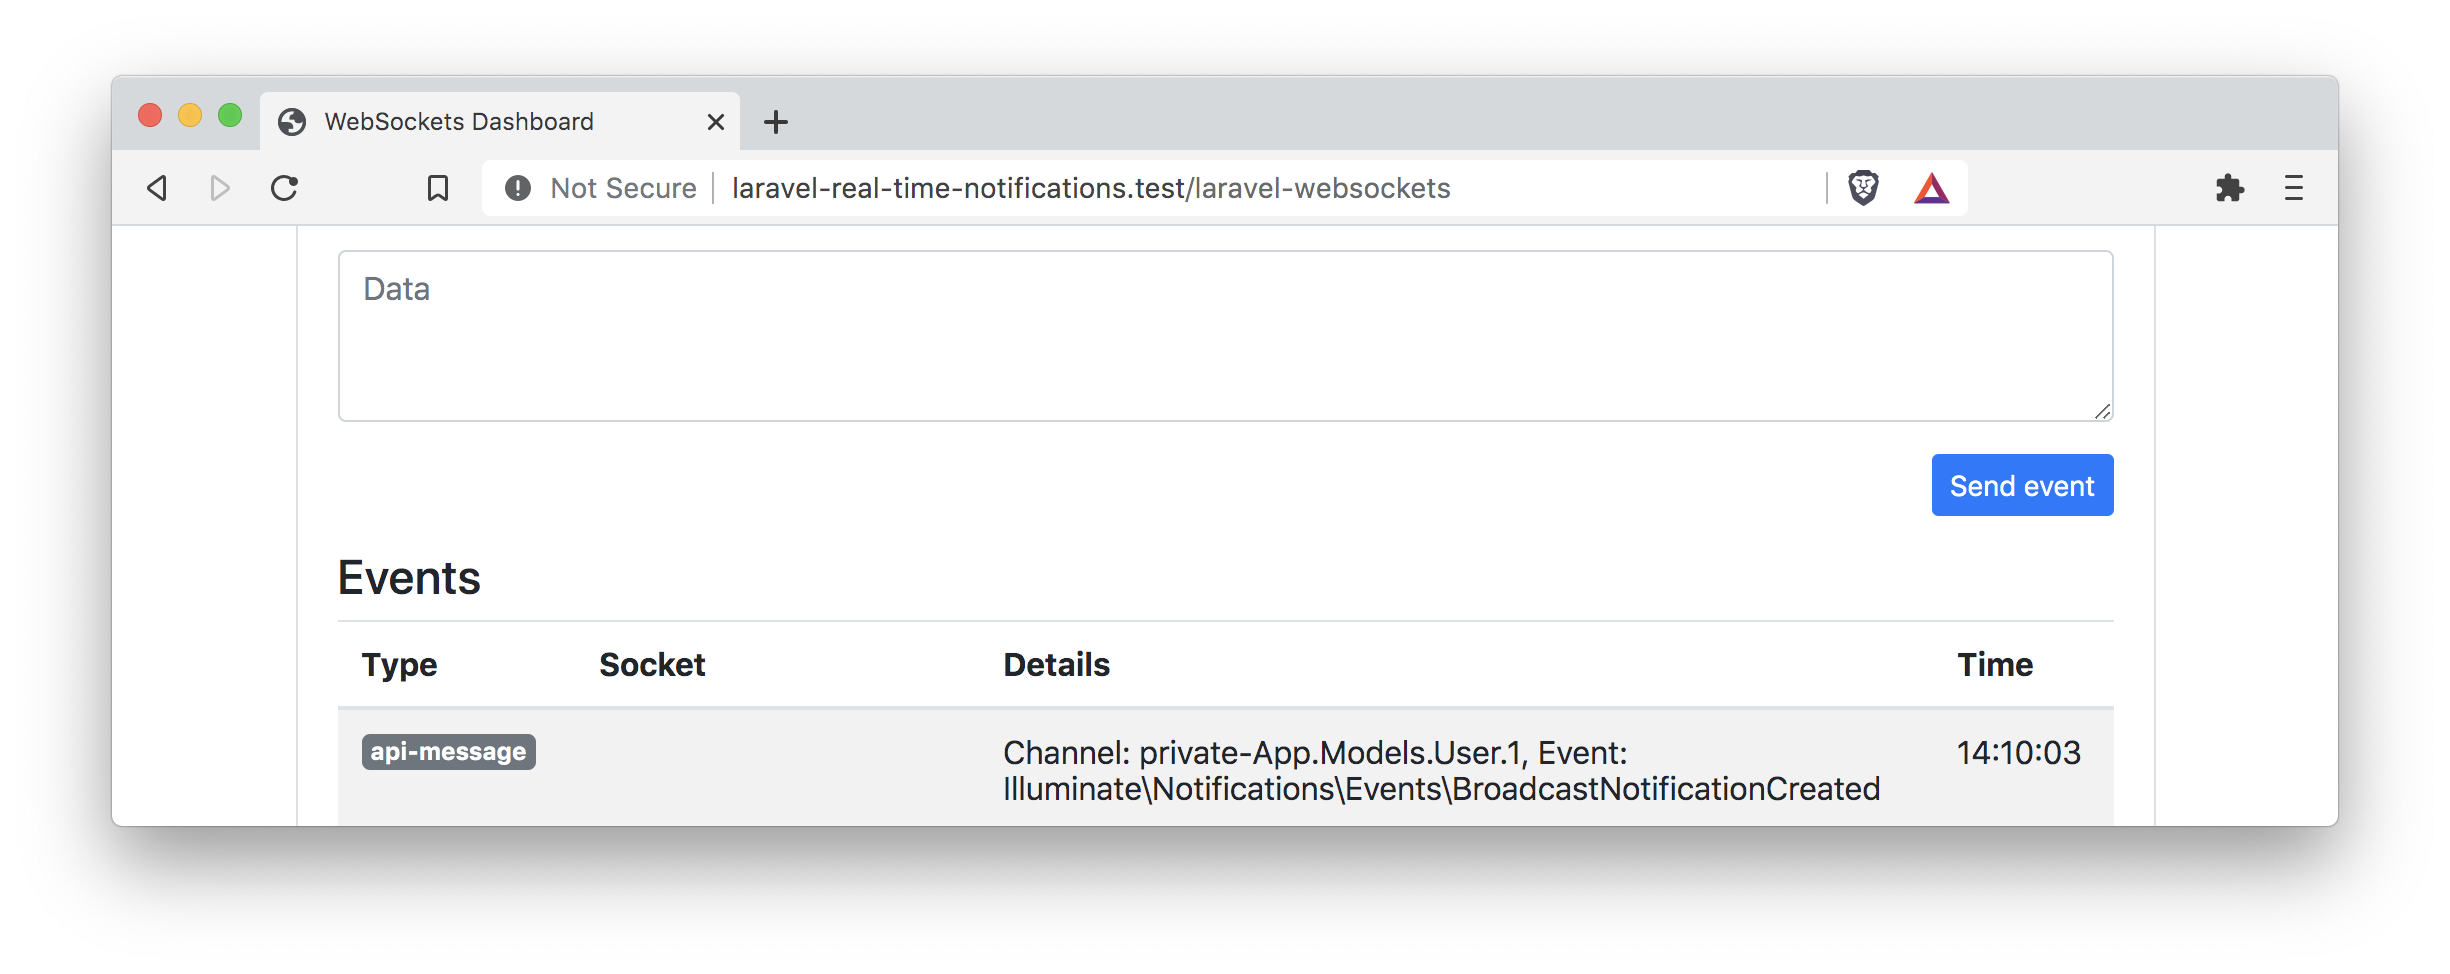 WebSockets Dashboard
Not Secure laravel-real-time-notifications.test/laravel-websockets
Data
Send event
Events
Type Socket Details Time
api-message Channel: private-App.Models.User.1, Event: 14:10:03
Illuminate\Notifications\Events\BroadcastNotificationCreated